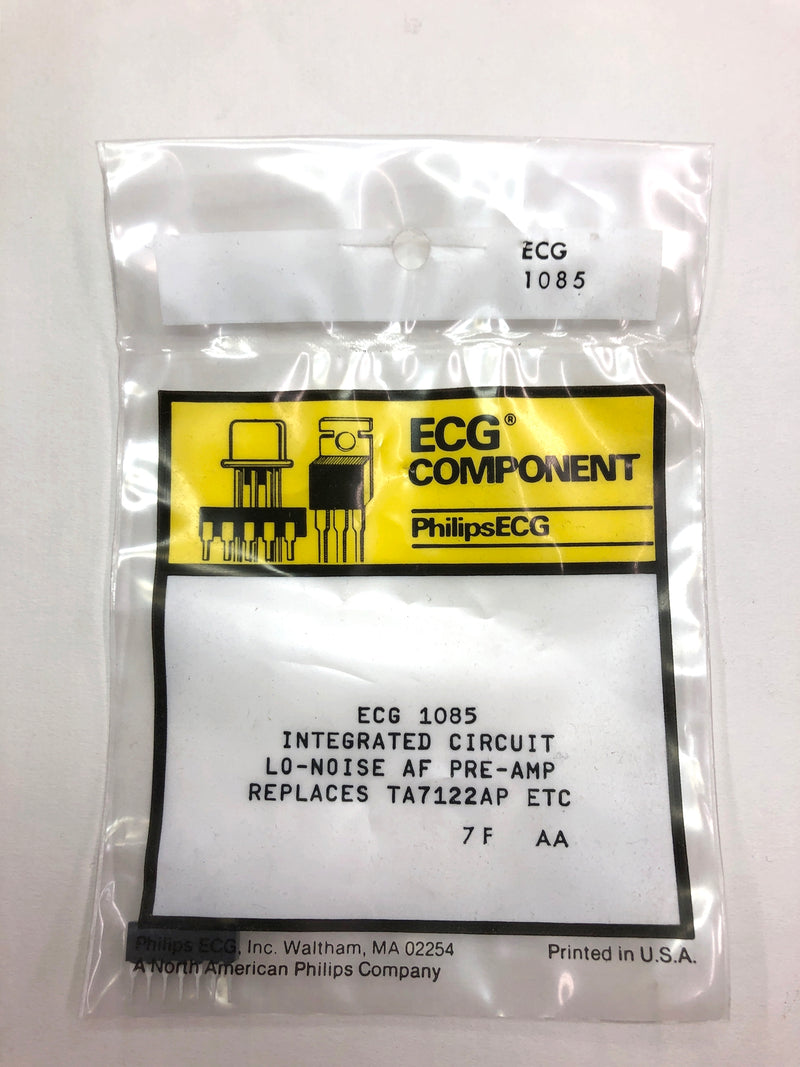 ECG
1085
ECG®
COMPONENT
PhilipsECG
ECG 1085
INTEGRATED CIRCUIT
LO-NOISE AF PRE-AMP
REPLACES TA7122AP ETC
7F AA
Philips ECG, Inc. Waltham, MA 02254
A North American Philips Company
Printed in U.S.A.